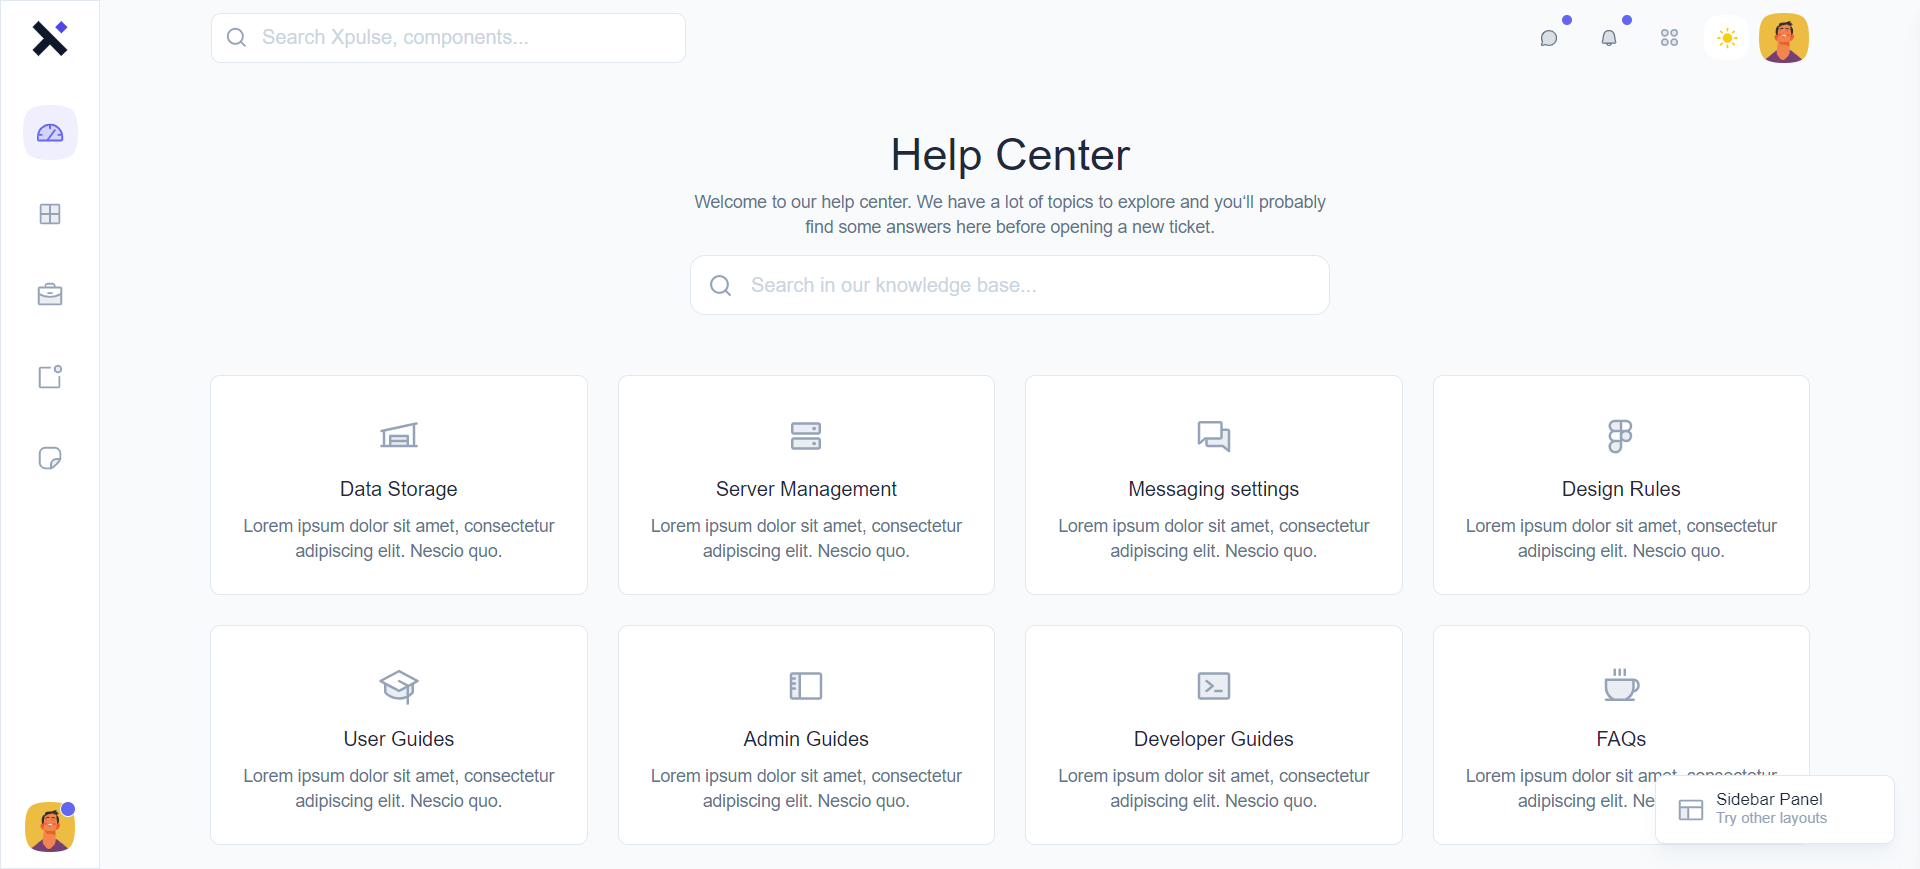 Search Xpulse, components...
Help Center
Welcome to our help center. We have a lot of topics to explore and you'll probably
find some answers here before opening a new ticket.
Search in our knowledge base...
Data Storage
Lorem ipsum dolor sit amet, consectetur
adipiscing elit. Nescio quo.
Server Management
Lorem ipsum dolor sit amet, consectetur
adipiscing elit. Nescio quo.
Messaging settings
Lorem ipsum dolor sit amet, consectetur
adipiscing elit. Nescio quo.
Design Rules
Lorem ipsum dolor sit amet, consectetur
adipiscing elit. Nescio quo.
User Guides
Lorem ipsum dolor sit amet, consectetur
adipiscing elit. Nescio quo.
Admin Guides
Lorem ipsum dolor sit amet, consectetur
adipiscing elit. Nescio quo.
Developer Guides
Lorem ipsum dolor sit amet, consectetur
adipiscing elit. Nescio quo.
FAQs
Lorem ipsum dolor sit amet, consectetur
adipiscing elit. Ne
Sidebar Panel
Try other layouts